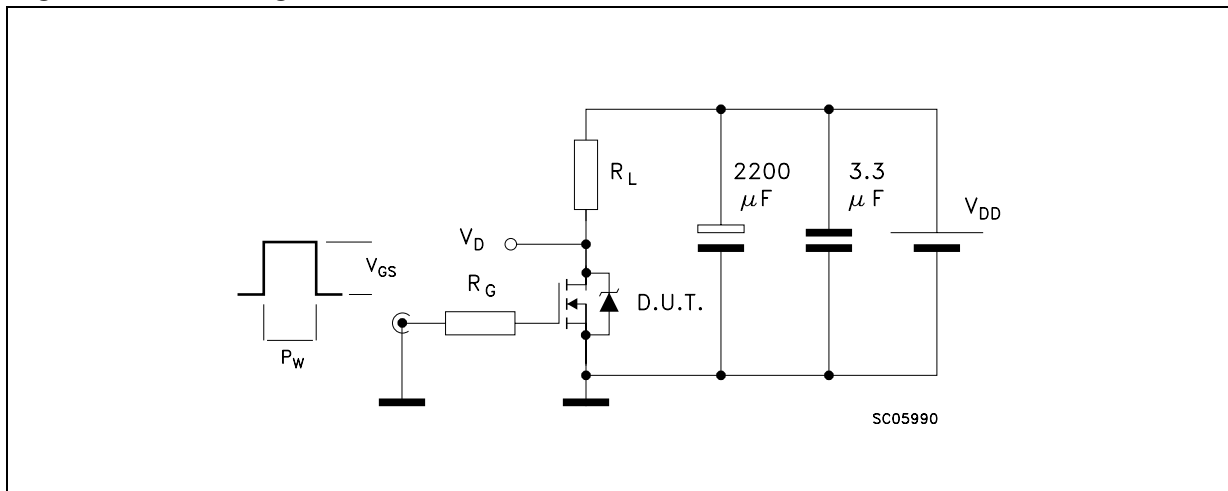 R_L
2200
μF
3.3
μF
V_DD
V_D
V_GS
R_G
D.U.T.
P_W
SC05990